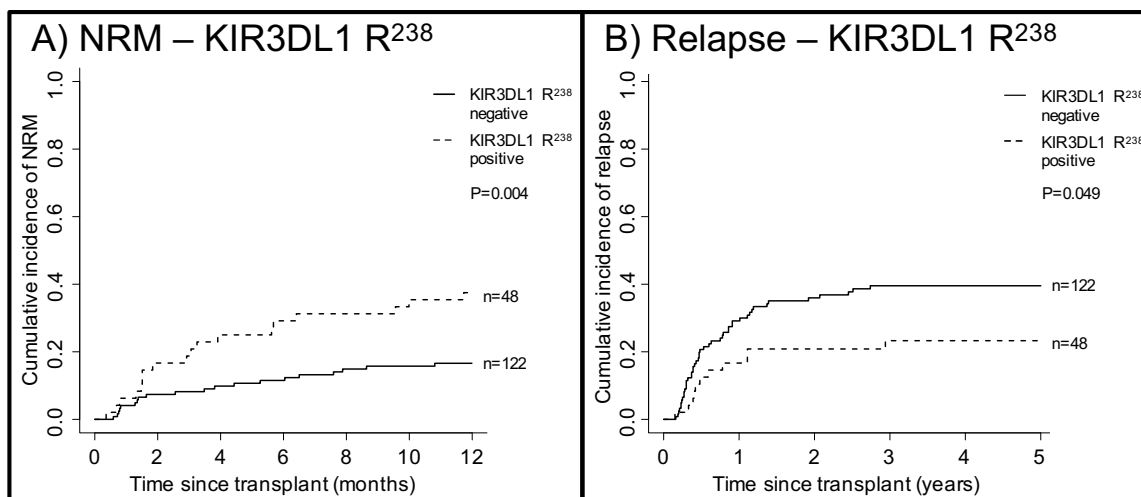 A) NRM – KIR3DL1 R²³⁸
Cumulative incidence of NRM
1.0
0.8
0.6
0.4
0.2
0.0
KIR3DL1 R²³⁸
negative
KIR3DL1 R²³⁸
positive
P=0.004
n=48
n=122
0 2 4 6 8 10 12
Time since transplant (months)
B) Relapse – KIR3DL1 R²³⁸
Cumulative incidence of relapse
1.0
0.8
0.6
0.4
0.2
0.0
KIR3DL1 R²³⁸
negative
KIR3DL1 R²³⁸
positive
P=0.049
n=122
n=48
0 1 2 3 4 5
Time since transplant (years)